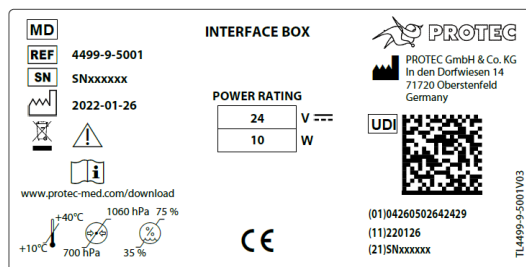 MD
INTERFACE BOX
PROTEC
REF 4499-9-5001
SN SNxxxxxx
2022-01-26
PROTEC GmbH & Co. KG
In den Dorfwiesen 14
71720 Oberstenfeld
Germany
POWER RATING
24 V
10 W
UDI
i
www.protec-med.com/download
+10°C
+40°C
700 hPa
1060 hPa
35 %
75 %
%
CE
(01)04260502642429
(11)220126
(21)SNxxxxxx
TL4499-9-5001V03